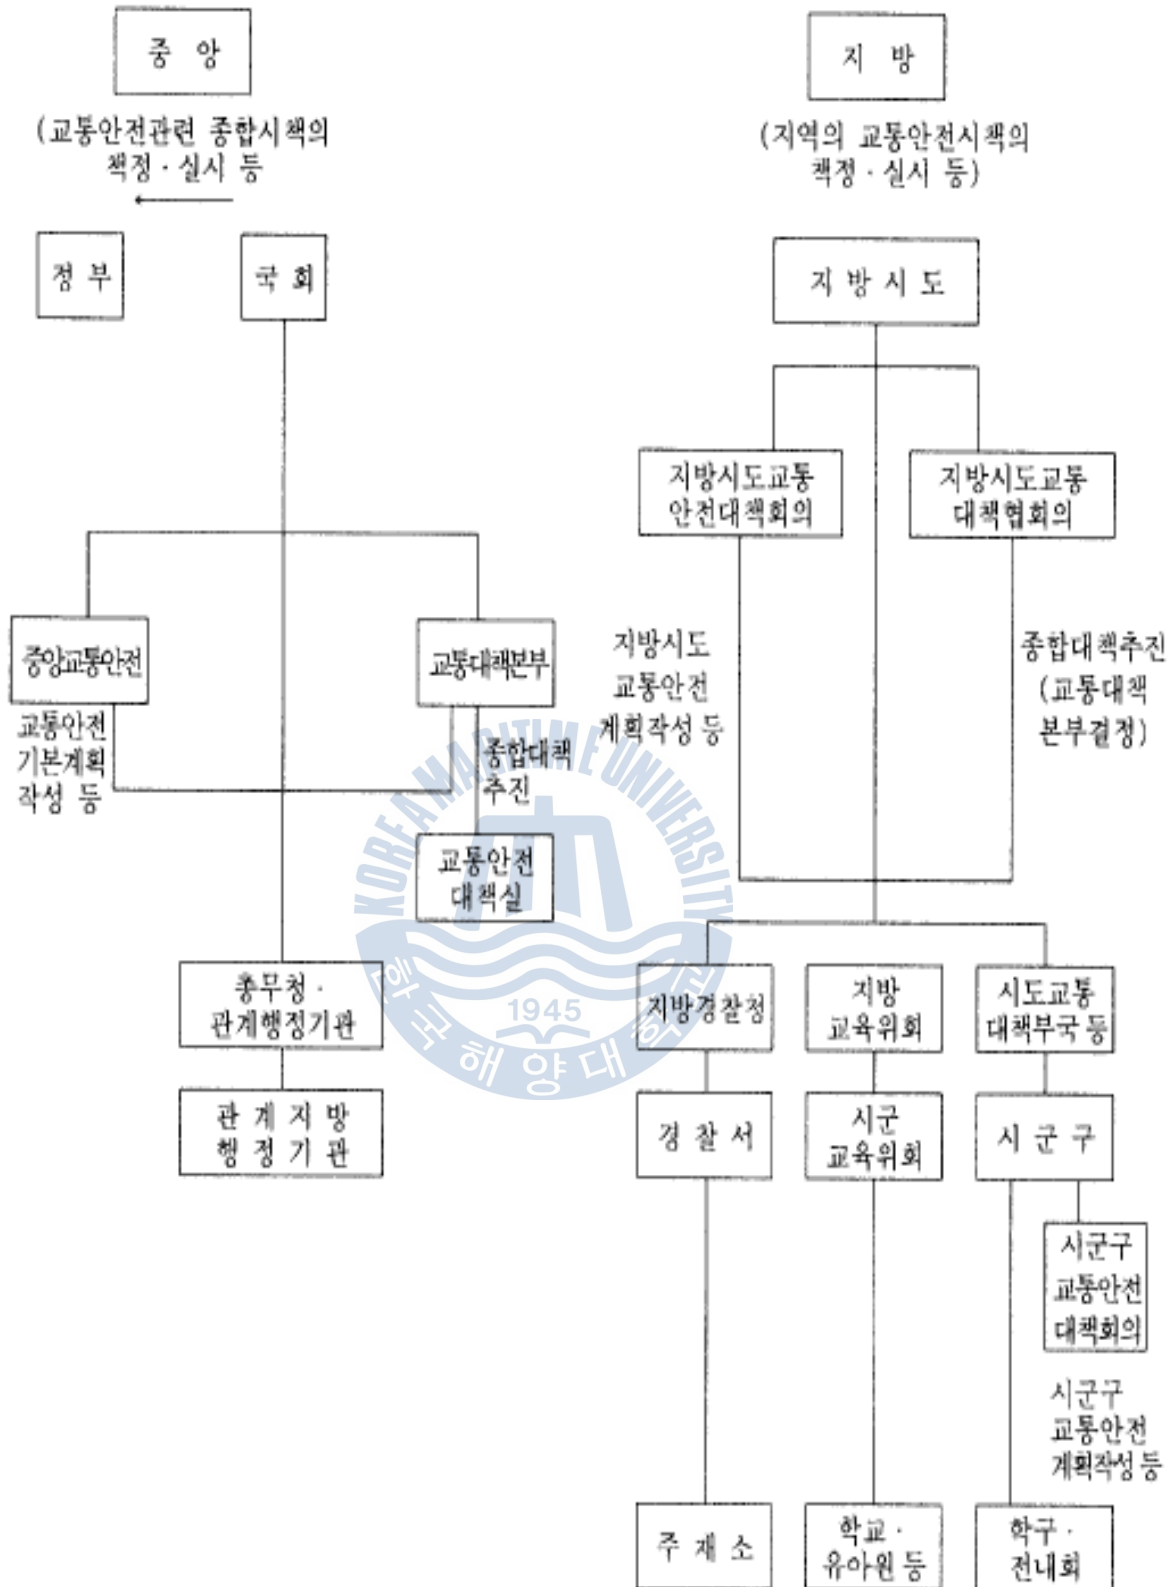 중 앙
(교통안전관련 종합시책의
책정·실시 등
정 부
국 회
중앙교통안전
교통안전
기본계획
작성 등
교통대책본부
종합대책
추진
교통안전
대책실
총무청·
관계행정기관
관 계 지 방
행 정 기 관
지 방
(지역의 교통안전시책의
책정·실시 등)
지 방 시 도
지방시도교통
안전대책회의
지방시도교통
대책협회의
지방시도
교통안전
계획작성 등
종합대책추진
(교통대책
본부결정)
지방경찰청
지방
교육위회
시도교통
대책부국 등
경 찰 서
시군
교육위회
시 군 구
시군구
교통안전
대책회의
시군구
교통안전
계획작성 등
주 재 소
학교·
유아원 등
학구·
전내회
KOREA MARITIME UNIVERSITY
1945
한국해양대학교